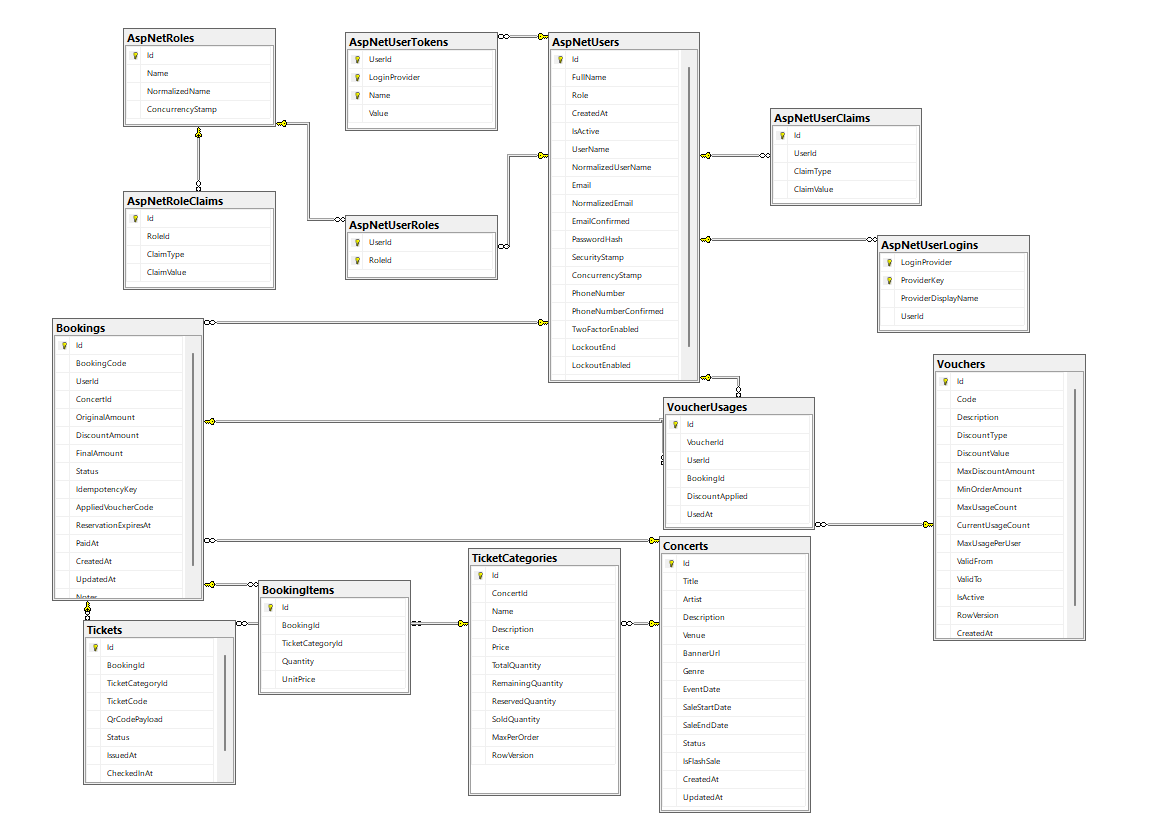 AspNetRoles
Id
Name
NormalizedName
ConcurrencyStamp
AspNetUserTokens
UserId
LoginProvider
Name
Value
AspNetUsers
Id
FullName
Role
CreatedAt
IsActive
UserName
NormalizedUserName
Email
NormalizedEmail
EmailConfirmed
PasswordHash
SecurityStamp
ConcurrencyStamp
PhoneNumber
PhoneNumberConfirmed
TwoFactorEnabled
LockoutEnd
LockoutEnabled
AspNetUserClaims
Id
UserId
ClaimType
ClaimValue
AspNetRoleClaims
Id
RoleId
ClaimType
ClaimValue
AspNetUserRoles
UserId
RoleId
AspNetUserLogins
LoginProvider
ProviderKey
ProviderDisplayName
UserId
Bookings
Id
BookingCode
UserId
ConcertId
OriginalAmount
DiscountAmount
FinalAmount
Status
IdempotencyKey
AppliedVoucherCode
ReservationExpiresAt
PaidAt
CreatedAt
UpdatedAt
Notes
VoucherUsages
Id
VoucherId
UserId
BookingId
DiscountApplied
UsedAt
Vouchers
Id
Code
Description
DiscountType
DiscountValue
MaxDiscountAmount
MinOrderAmount
MaxUsageCount
CurrentUsageCount
MaxUsagePerUser
ValidFrom
ValidTo
IsActive
RowVersion
CreatedAt
Tickets
Id
BookingId
TicketCategoryId
TicketCode
QrCodePayload
Status
IssuedAt
CheckedInAt
BookingItems
Id
BookingId
TicketCategoryId
Quantity
UnitPrice
TicketCategories
Id
ConcertId
Name
Description
Price
TotalQuantity
RemainingQuantity
ReservedQuantity
SoldQuantity
MaxPerOrder
RowVersion
Concerts
Id
Title
Artist
Description
Venue
BannerUrl
Genre
EventDate
SaleStartDate
SaleEndDate
Status
IsFlashSale
CreatedAt
UpdatedAt